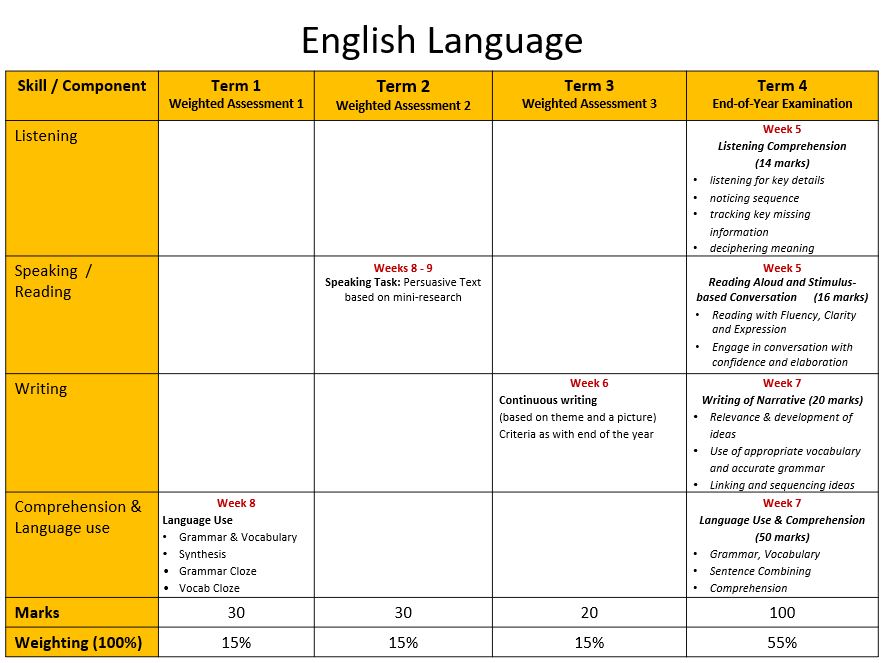 English Language
Skill / Component
Term 1
Weighted Assessment 1
Term 2
Weighted Assessment 2
Term 3
Weighted Assessment 3
Term 4
End-of-Year Examination
Listening
Week 5
Listening Comprehension
(14 marks)
• listening for key details
• noticing sequence
• tracking key missing
information
• deciphering meaning
Speaking /
Reading
Weeks 8 - 9
Speaking Task: Persuasive Text
based on mini-research
Week 5
Reading Aloud and Stimulus-
based Conversation (16 marks)
• Reading with Fluency, Clarity
and Expression
• Engage in conversation with
confidence and elaboration
Writing
Week 6
Continuous writing
(based on theme and a picture)
Criteria as with end of the year
Week 7
Writing of Narrative (20 marks)
• Relevance & development of
ideas
• Use of appropriate vocabulary
and accurate grammar
• Linking and sequencing ideas
Comprehension &
Language use
Week 8
Language Use
• Grammar & Vocabulary
• Synthesis
• Grammar Cloze
• Vocab Cloze
Week 7
Language Use & Comprehension
(50 marks)
• Grammar, Vocabulary
• Sentence Combining
• Comprehension
Marks
30
30
20
100
Weighting (100%)
15%
15%
15%
55%